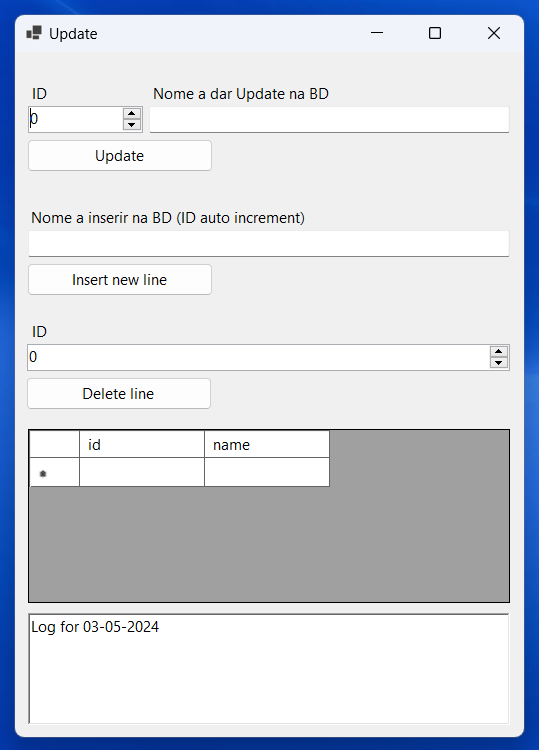 Update
ID
Nome a dar Update na BD
0
Update
Nome a inserir na BD (ID auto increment)
Insert new line
ID
0
Delete line
id name
Log for 03-05-2024